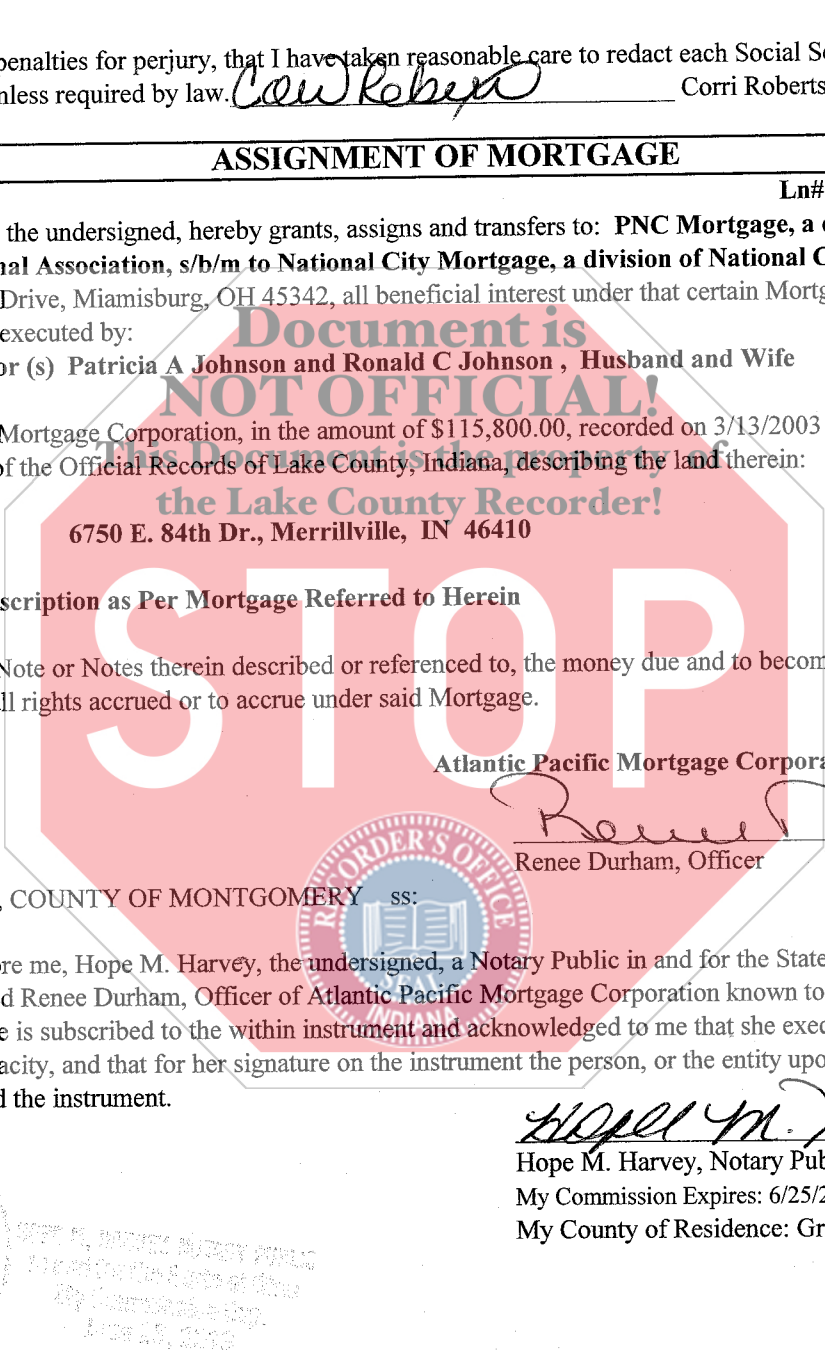 penalties for perjury, that I have taken reasonable care to redact each Social Se
nless required by law. Corri Roberts
ASSIGNMENT OF MORTGAGE
Ln#
the undersigned, hereby grants, assigns and transfers to: PNC Mortgage, a
nal Association, s/b/m to National City Mortgage, a division of National C
Drive, Miamisburg, OH 45342, all beneficial interest under that certain Mortg
executed by:
Document is
or (s) Patricia A Johnson and Ronald C Johnson , Husband and Wife
NOT OFFICIAL!
Mortgage Corporation, in the amount of $115,800.00, recorded on 3/13/2003
This Document is the property of
of the Official Records of Lake County, Indiana, describing the land therein:
the Lake County Recorder!
6750 E. 84th Dr., Merrillville, IN 46410
scription as Per Mortgage Referred to Herein
STOP
Note or Notes therein described or referenced to, the money due and to becom
ll rights accrued or to accrue under said Mortgage.
Atlantic Pacific Mortgage Corpora
Renee Durham, Officer
RECORDER'S OFFICE
, COUNTY OF MONTGOMERY ss:
ore me, Hope M. Harvey, the undersigned, a Notary Public in and for the State
d Renee Durham, Officer of Atlantic Pacific Mortgage Corporation known to
SEAL
INDIANA
e is subscribed to the within instrument and acknowledged to me that she exec
acity, and that for her signature on the instrument the person, or the entity upo
d the instrument.
Hope M.
Hope M. Harvey, Notary Pub
My Commission Expires: 6/25/2
My County of Residence: Gr